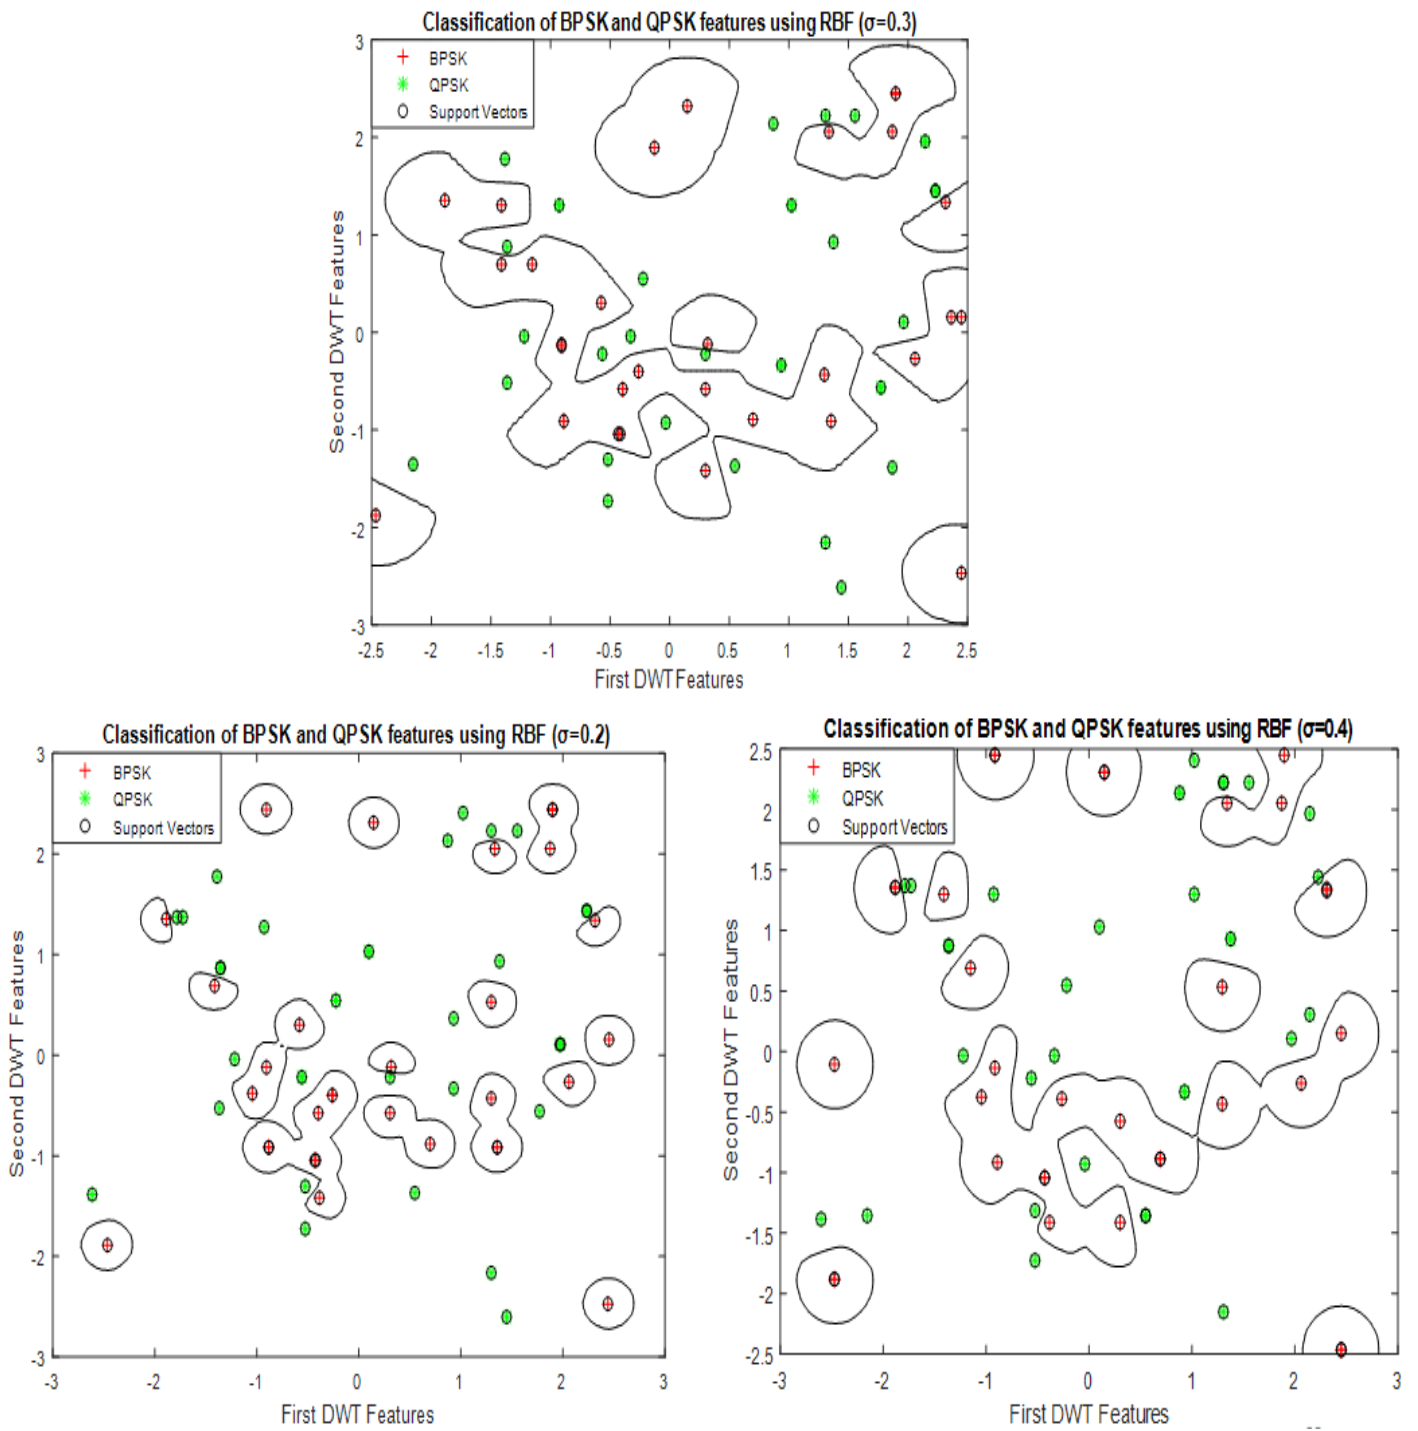 Classification of BPSK and QPSK features using RBF (σ=0.3)
BPSK
QPSK
Support Vectors
3
2
1
0
-1
-2
-3
Second DWT Features
-2.5 -2 -1.5 -1 -0.5 0 0.5 1 1.5 2 2.5
First DWT Features
Classification of BPSK and QPSK features using RBF (σ=0.2)
BPSK
QPSK
Support Vectors
3
2
1
0
-1
-2
-3
Second DWT Features
-3 -2 -1 0 1 2 3
First DWT Features
Classification of BPSK and QPSK features using RBF (σ=0.4)
BPSK
QPSK
Support Vectors
2.5
2
1.5
1
0.5
0
-0.5
-1
-1.5
-2
-2.5
Second DWT Features
-3 -2 -1 0 1 2 3
First DWT Features